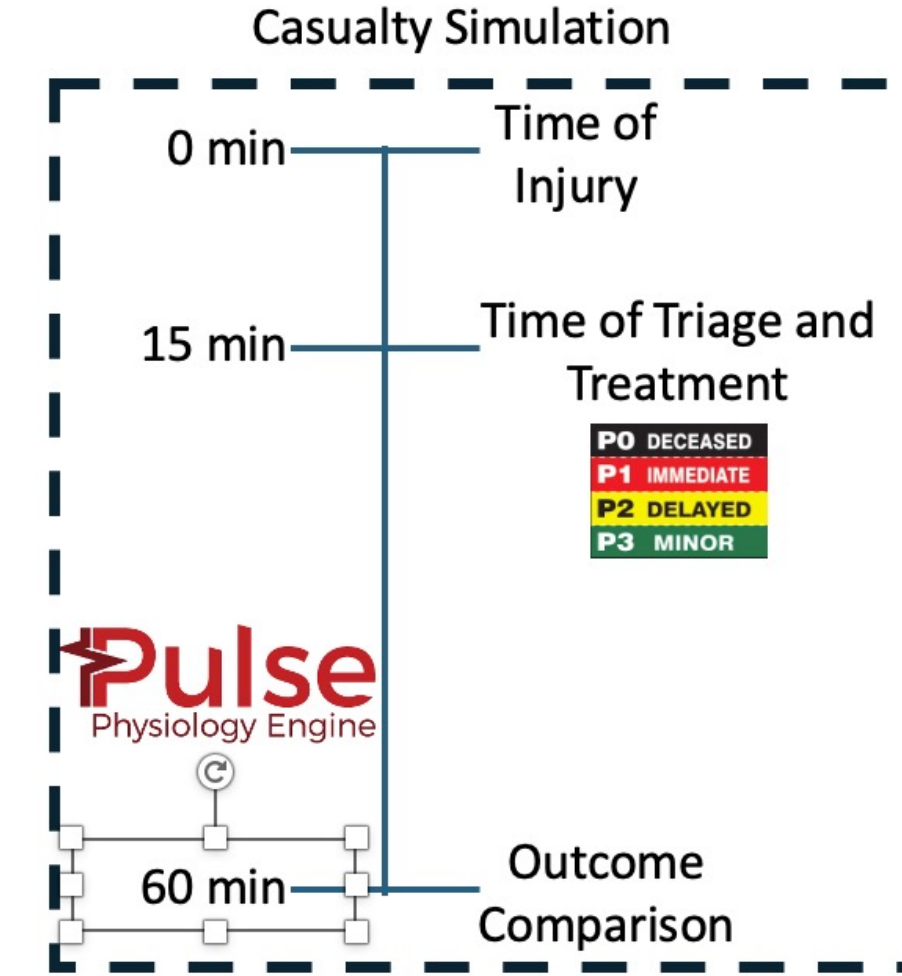 Casualty Simulation
0 min
Time of
Injury
15 min
Time of Triage and
Treatment
P0 DECEASED
P1 IMMEDIATE
P2 DELAYED
P3 MINOR
Pulse
Physiology Engine
60 min
Outcome
Comparison